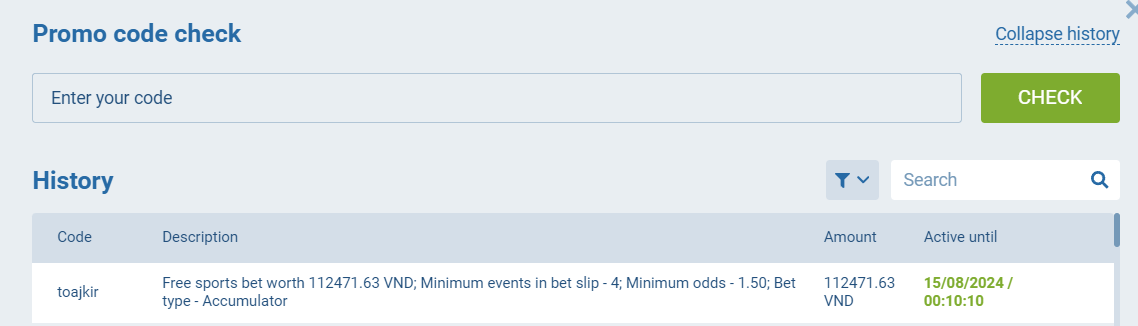 Promo code check
Collapse history
Enter your code
CHECK
History
Search
Code Description Amount Active until
toajkir
Free sports bet worth 112471.63 VND; Minimum events in bet slip - 4; Minimum odds - 1.50; Bet
type - Accumulator
112471.63
VND
15/08/2024 /
00:10:10